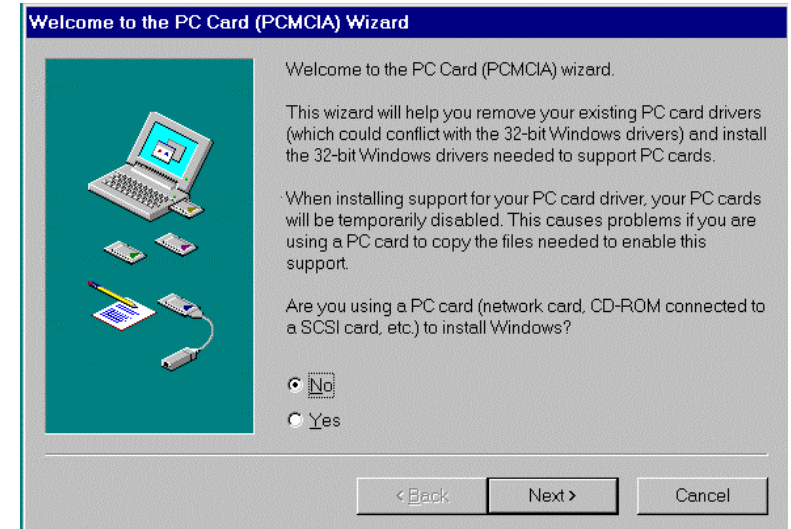 Welcome to the PC Card (PCMCIA) Wizard
Welcome to the PC Card (PCMCIA) wizard.
This wizard will help you remove your existing PC card drivers
(which could conflict with the 32-bit Windows drivers) and install
the 32-bit Windows drivers needed to support PC cards.
When installing support for your PC card driver, your PC cards
will be temporarily disabled. This causes problems if you are
using a PC card to copy the files needed to enable this
support.
Are you using a PC card (network card, CD-ROM connected to
a SCSI card, etc.) to install Windows?
No
Yes
< Back
Next >
Cancel